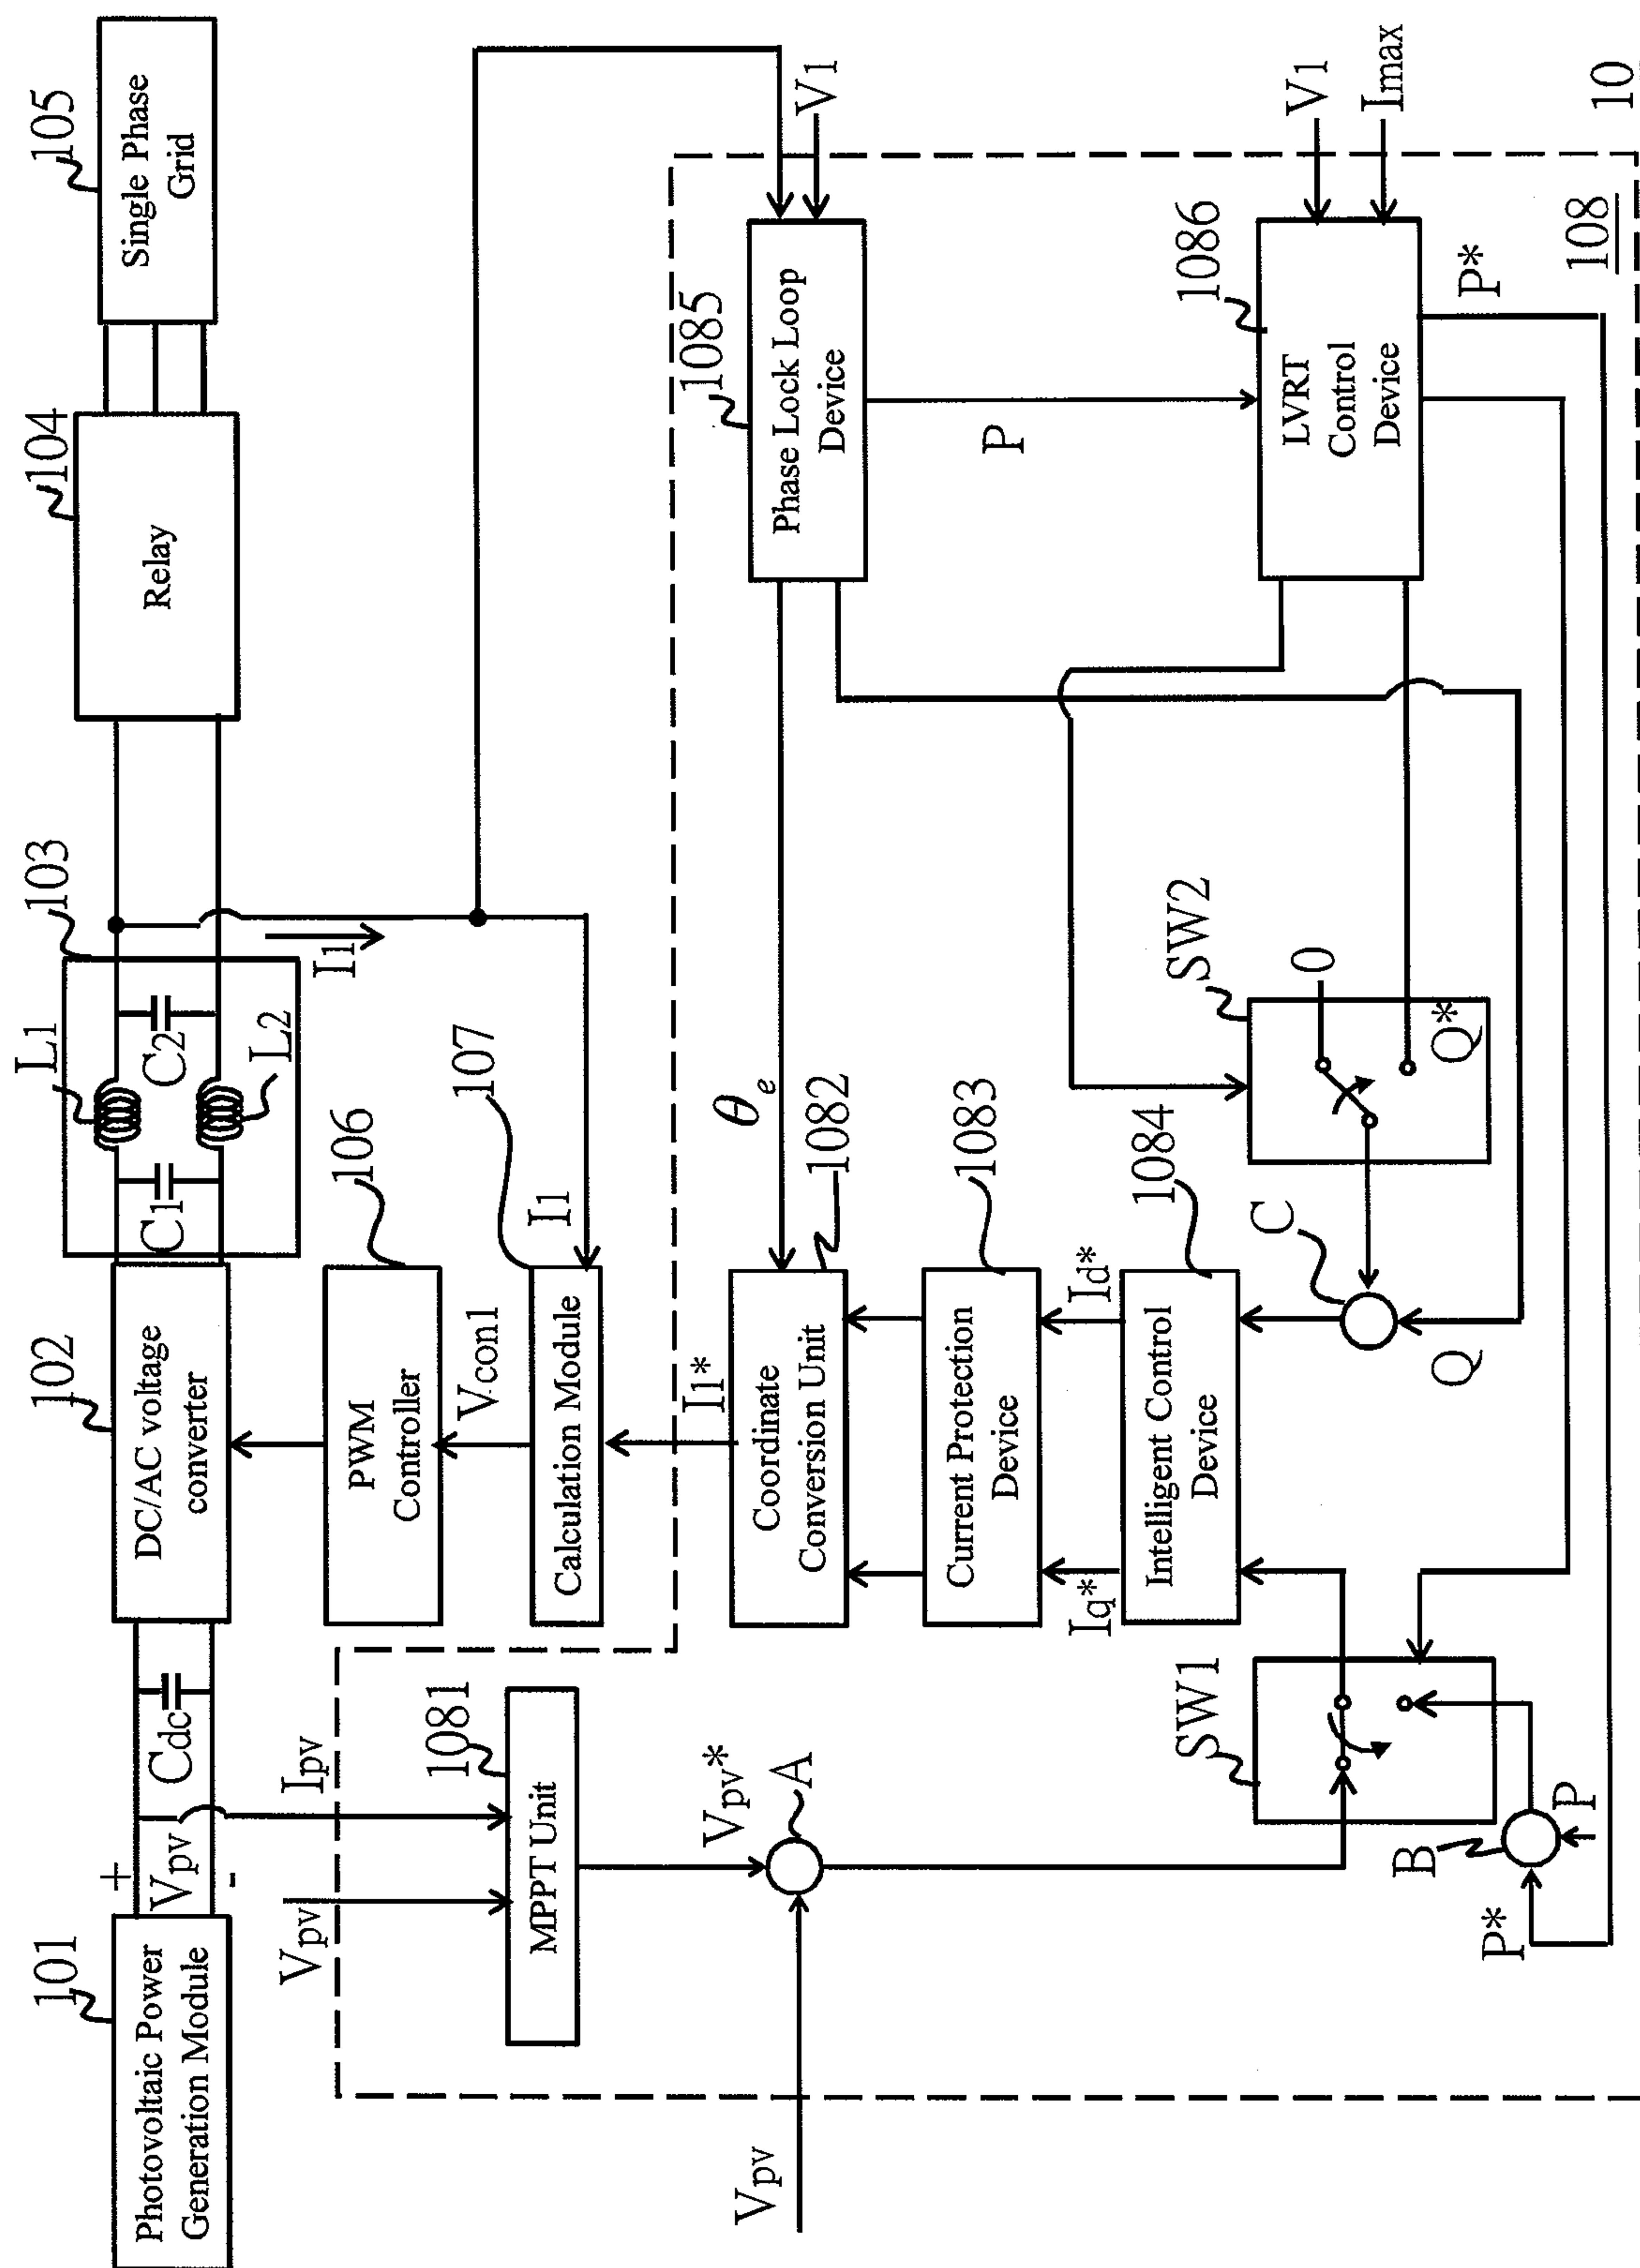 101
Photovoltaic Power
Generation Module
+
Vpv
-
Cdc
102
DC/AC voltage
converter
103
L1
C1
C2
L2
104
Relay
105
Single Phase
Grid
I1
Vpv
Ipv
106
PWM
Controller
Vcon1
107
Calculation Module
I1
1081
MPPT Unit
I1*
θe
Vpv
Vpv*
A
Coordinate
Conversion Unit
1082
1085
Phase Lock Loop
Device
V1
Current Protection
Device
1083
P
Iq*
Id*
Intelligent Control
Device
1084
SW1
C
SW2
0
Q*
Q
1086
LVRT
Control
Device
V1
Imax
P*
B
P
P*
108
10